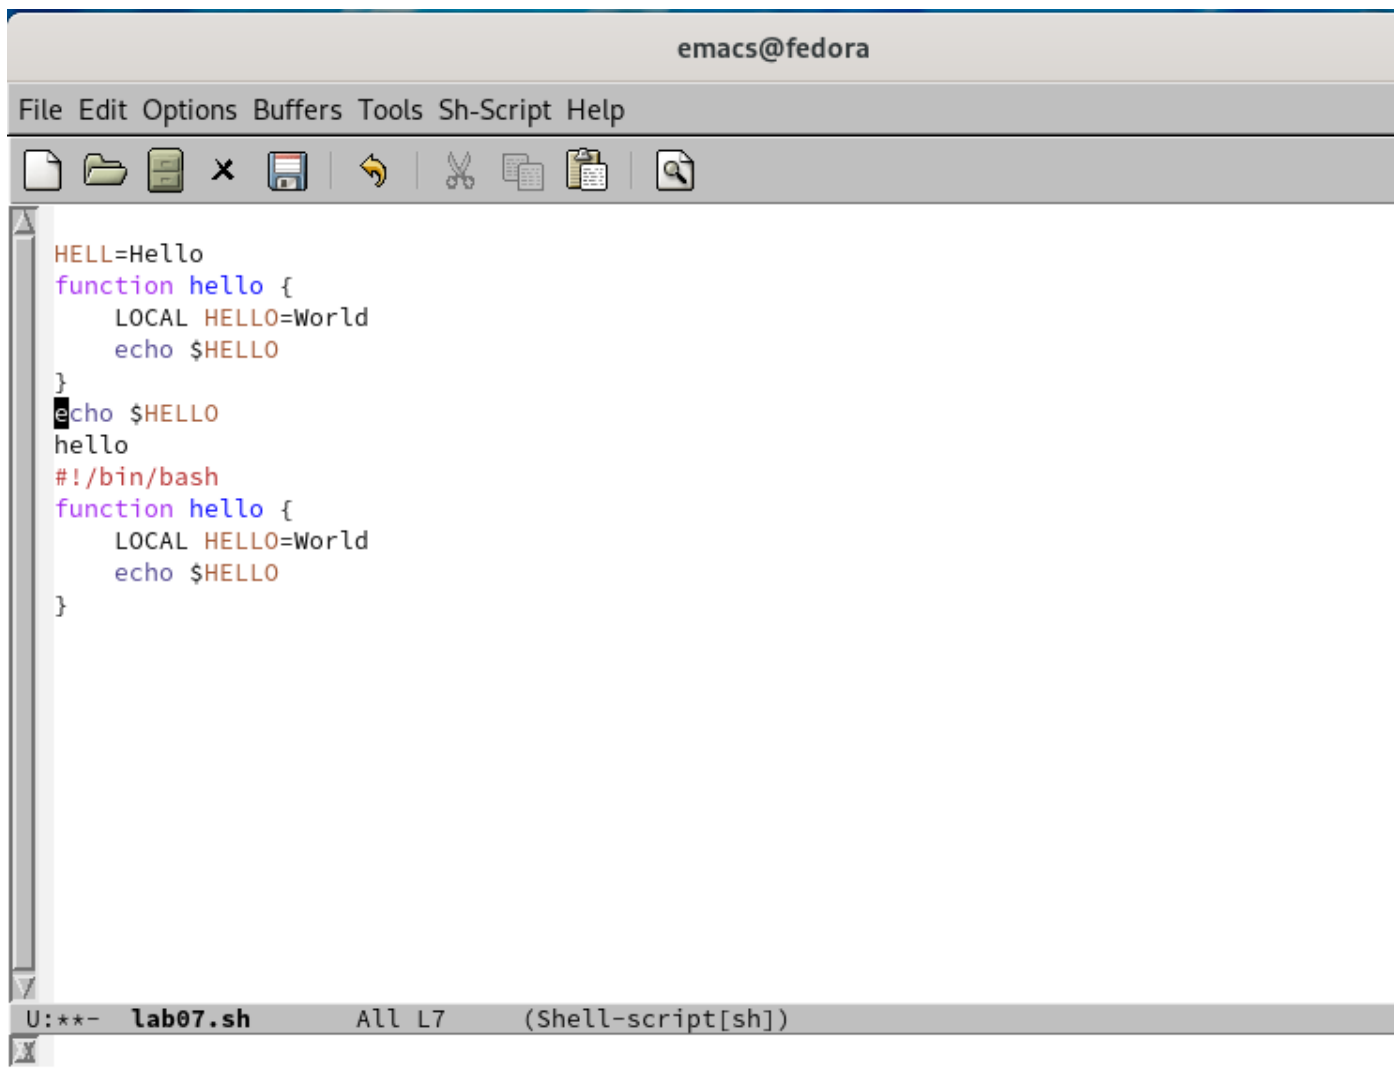 emacs@fedora
File Edit Options Buffers Tools Sh-Script Help
HELL=Hello
function hello {
    LOCAL HELLO=World
    echo $HELLO
}
echo $HELLO
hello
#!/bin/bash
function hello {
    LOCAL HELLO=World
    echo $HELLO
}
U:**-  lab07.sh       All L7     (Shell-script[sh])